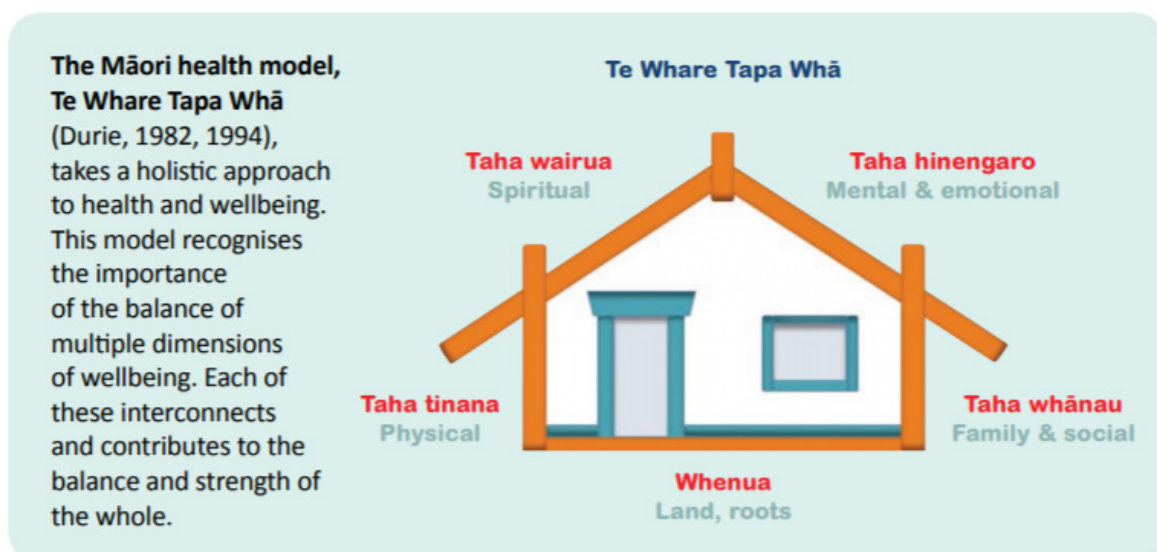 The Māori health model,
Te Whare Tapa Whā
(Durie, 1982, 1994),
takes a holistic approach
to health and wellbeing.
This model recognises
the importance
of the balance of
multiple dimensions
of wellbeing. Each of
these interconnects
and contributes to the
balance and strength of
the whole.
Te Whare Tapa Whā
Taha wairua
Spiritual
Taha hinengaro
Mental & emotional
Taha tinana
Physical
Taha whānau
Family & social
Whenua
Land, roots